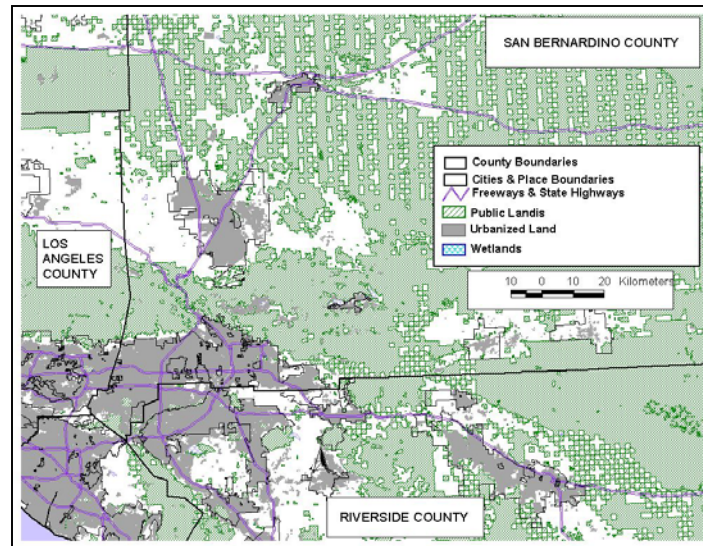 SAN BERNARDINO COUNTY
County Boundaries
Cities & Place Boundaries
Freeways & State Highways
Public Landis
Urbanized Land
Wetlands
LOS
ANGELES
COUNTY
10 0 10 20 Kilometers
RIVERSIDE COUNTY